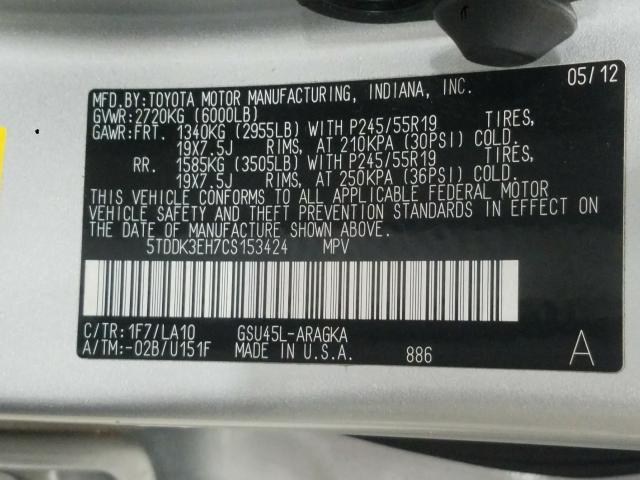 MFD.BY:TOYOTA MOTOR MANUFACTURING, INDIANA, INC. 05/12
GVWR:2720KG (6000LB)
GAWR:FRT. 1340KG (2955LB) WITH P245/55R19 TIRES,
19X7.5J RIMS, AT 210KPA (30PSI) COLD.
RR. 1585KG (3505LB) WITH P245/55R19 TIRES,
19X7.5J RIMS, AT 250KPA (36PSI) COLD.
THIS VEHICLE CONFORMS TO ALL APPLICABLE FEDERAL MOTOR
VEHICLE SAFETY AND THEFT PREVENTION STANDARDS IN EFFECT ON
THE DATE OF MANUFACTURE SHOWN ABOVE.
5TDDK3EH7CS153424 MPV
C/TR:1F7/LA10 GSU45L-ARAGKA
A/TM:-02B/U151F MADE IN U.S.A. 886 A